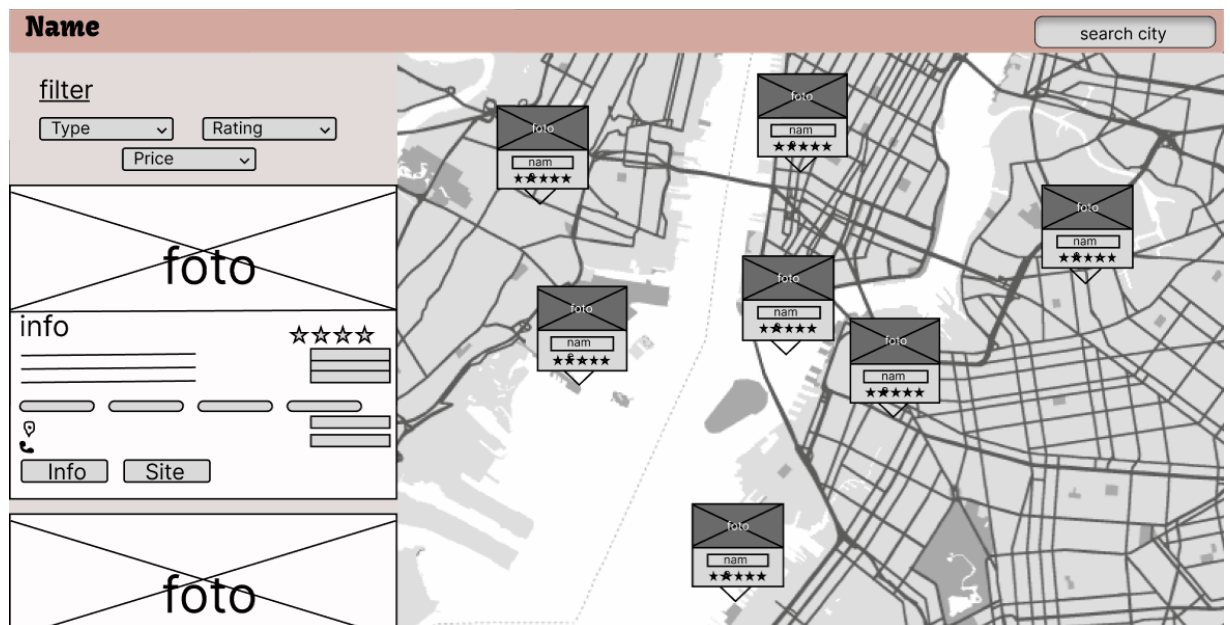 Name
search city
filter
Type
Rating
Price
foto
info
Info
Site
foto
foto
nam
e
foto
nam
e
foto
nam
e
foto
nam
e
foto
nam
e
foto
nam
e
foto
nam
e